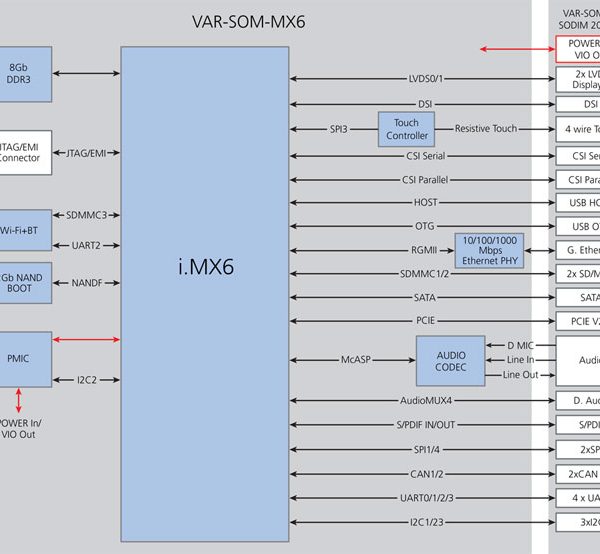 VAR-SOM-MX6
VAR-SOM
SODIM 20
8Gb
DDR3
JTAG/EMI
Connector
JTAG/EMI
Wi-Fi+BT
SDMMC3
UART2
Gb NAND
BOOT
NANDF
PMIC
I2C2
POWER In/
VIO Out
i.MX6
POWER
VIO O
LVDS0/1
2x LVD
Display
DSI
DSI
SPI3
Touch
Controller
Resistive Touch
4 wire To
CSI Serial
CSI Se
CSI Parallel
CSI Para
HOST
USB HO
OTG
USB OT
RGMII
10/100/1000
Mbps
Ethernet PHY
G. Ether
SDMMC1/2
2x SD/M
SATA
SATA
PCIE
PCIE V2
McASP
AUDIO
CODEC
D MIC
Line In
Line Out
Audi
AudioMUX4
D. Aud
S/PDIF IN/OUT
S/PDI
SPI1/4
2xSP
CAN1/2
2xCAN
UART0/1/2/3
4 x UA
I2C1/23
3xI2C